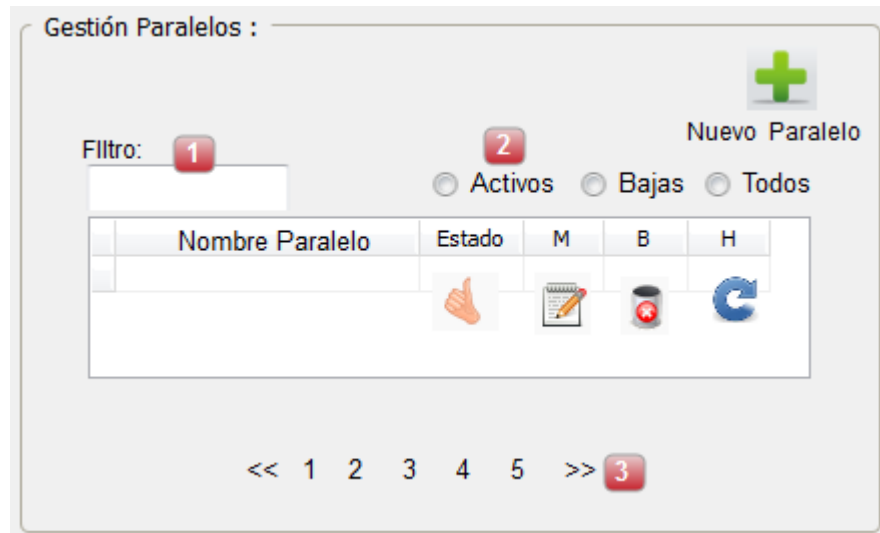 Gestión Paralelos :
Nuevo Paralelo
FIltro:
1
2
Activos Bajas Todos
Nombre Paralelo Estado M B H
<< 1 2 3 4 5 >> 3